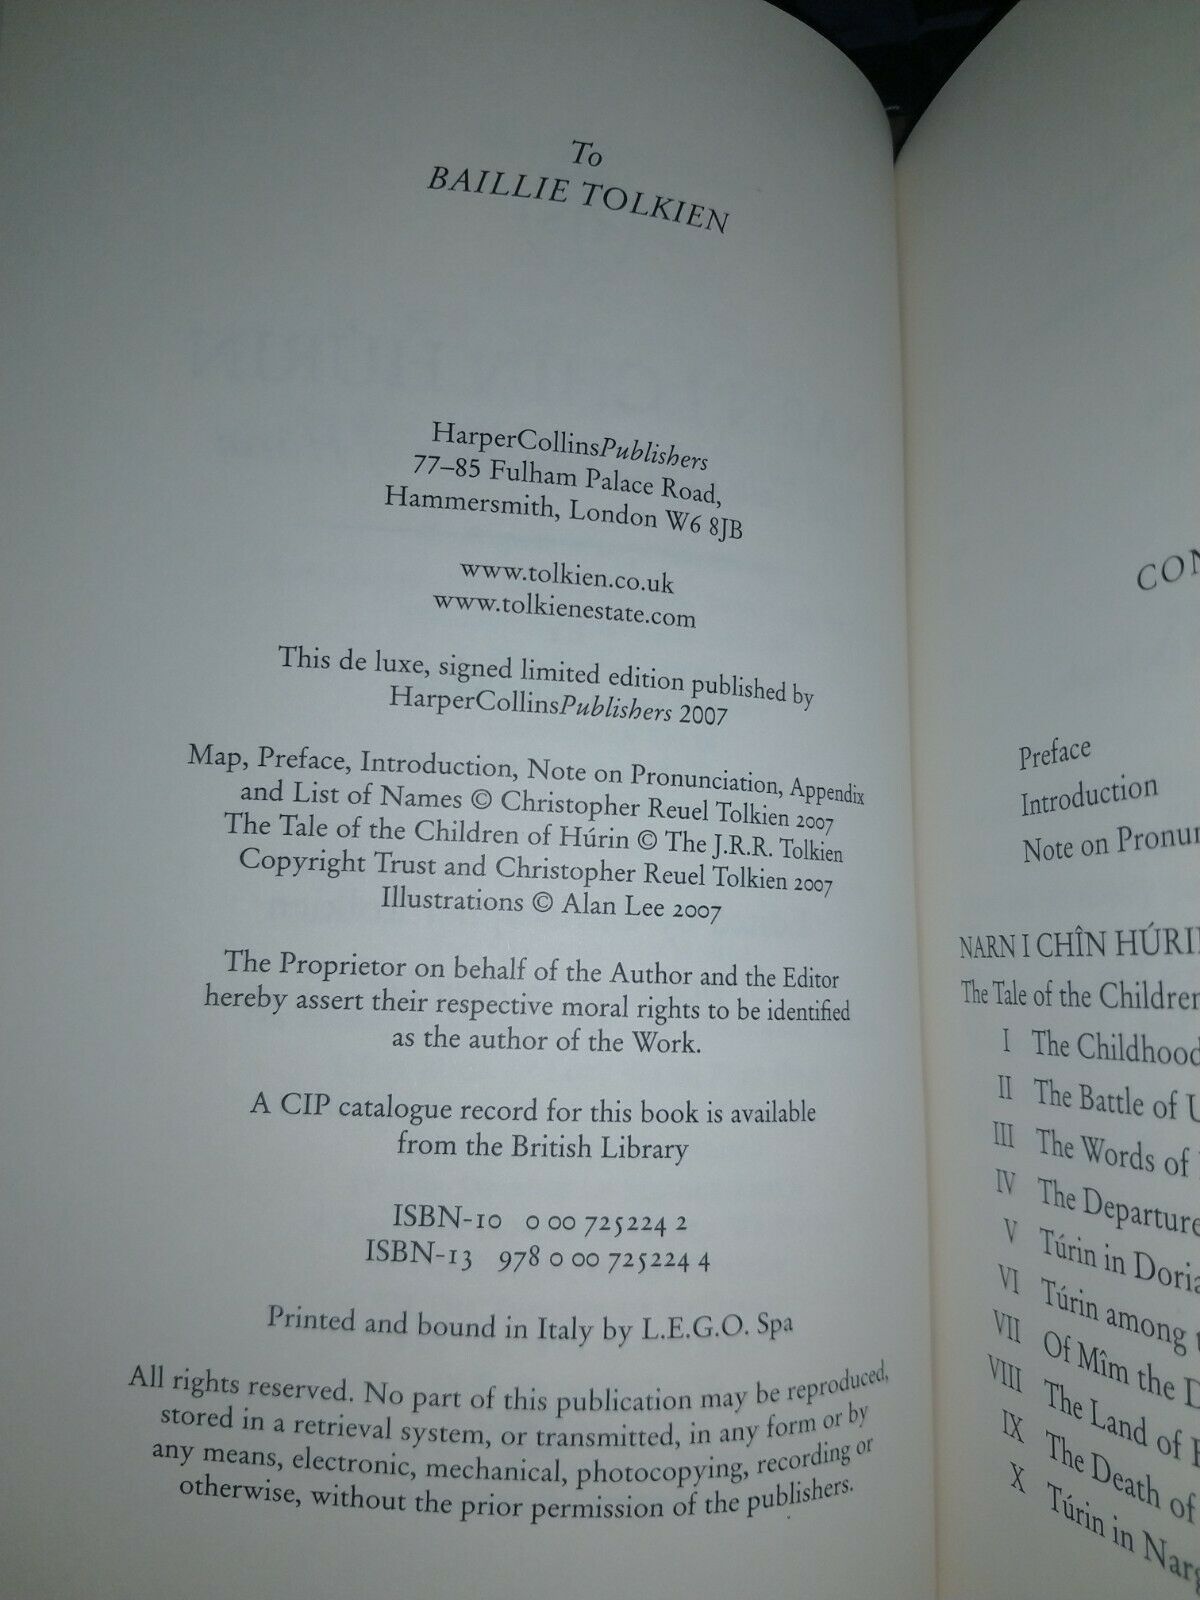 To
BAILLIE TOLKIEN
HarperCollinsPublishers
77–85 Fulham Palace Road,
Hammersmith, London W6 8JB
www.tolkien.co.uk
www.tolkienestate.com
This de luxe, signed limited edition published by
HarperCollinsPublishers 2007
Map, Preface, Introduction, Note on Pronunciation, Appendix
and List of Names © Christopher Reuel Tolkien 2007
The Tale of the Children of Húrin © The J.R.R. Tolkien
Copyright Trust and Christopher Reuel Tolkien 2007
Illustrations © Alan Lee 2007
The Proprietor on behalf of the Author and the Editor
hereby assert their respective moral rights to be identified
as the author of the Work.
A CIP catalogue record for this book is available
from the British Library
ISBN-10 0 00 725224 2
ISBN-13 978 0 00 725224 4
Printed and bound in Italy by L.E.G.O. Spa
All rights reserved. No part of this publication may be reproduced,
stored in a retrieval system, or transmitted, in any form or by
any means, electronic, mechanical, photocopying, recording or
otherwise, without the prior permission of the publishers.
CON
Preface
Introduction
Note on Pronun
NARN I CHÎN HÚRI
The Tale of the Children
I The Childhood
II The Battle of
III The Words of
IV The Departure
V Túrin in Doria
VI Túrin among
VII Of Mîm the D
VIII The Land of
IX The Death of
X Túrin in Narg